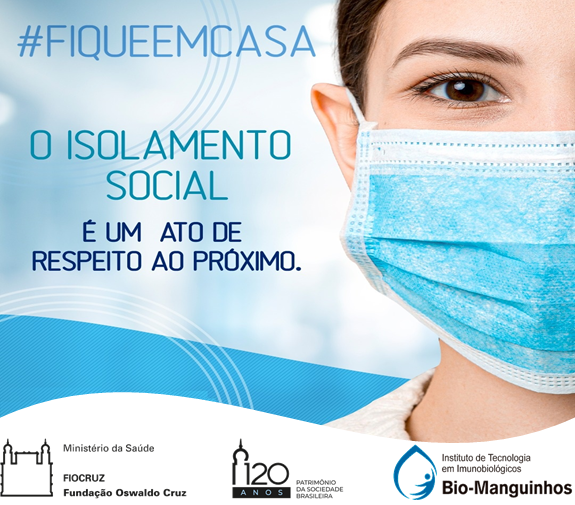 #FIQUEEMCASA
O ISOLAMENTO
SOCIAL
É UM ATO DE
RESPEITO AO PRÓXIMO.
Ministério da Saúde
FIOCRUZ
Fundação Oswaldo Cruz
120
ANOS
PATRIMÔNIO
DA SOCIEDADE
BRASILEIRA
Instituto de Tecnologia
em Imunobiológicos
Bio-Manguinhos